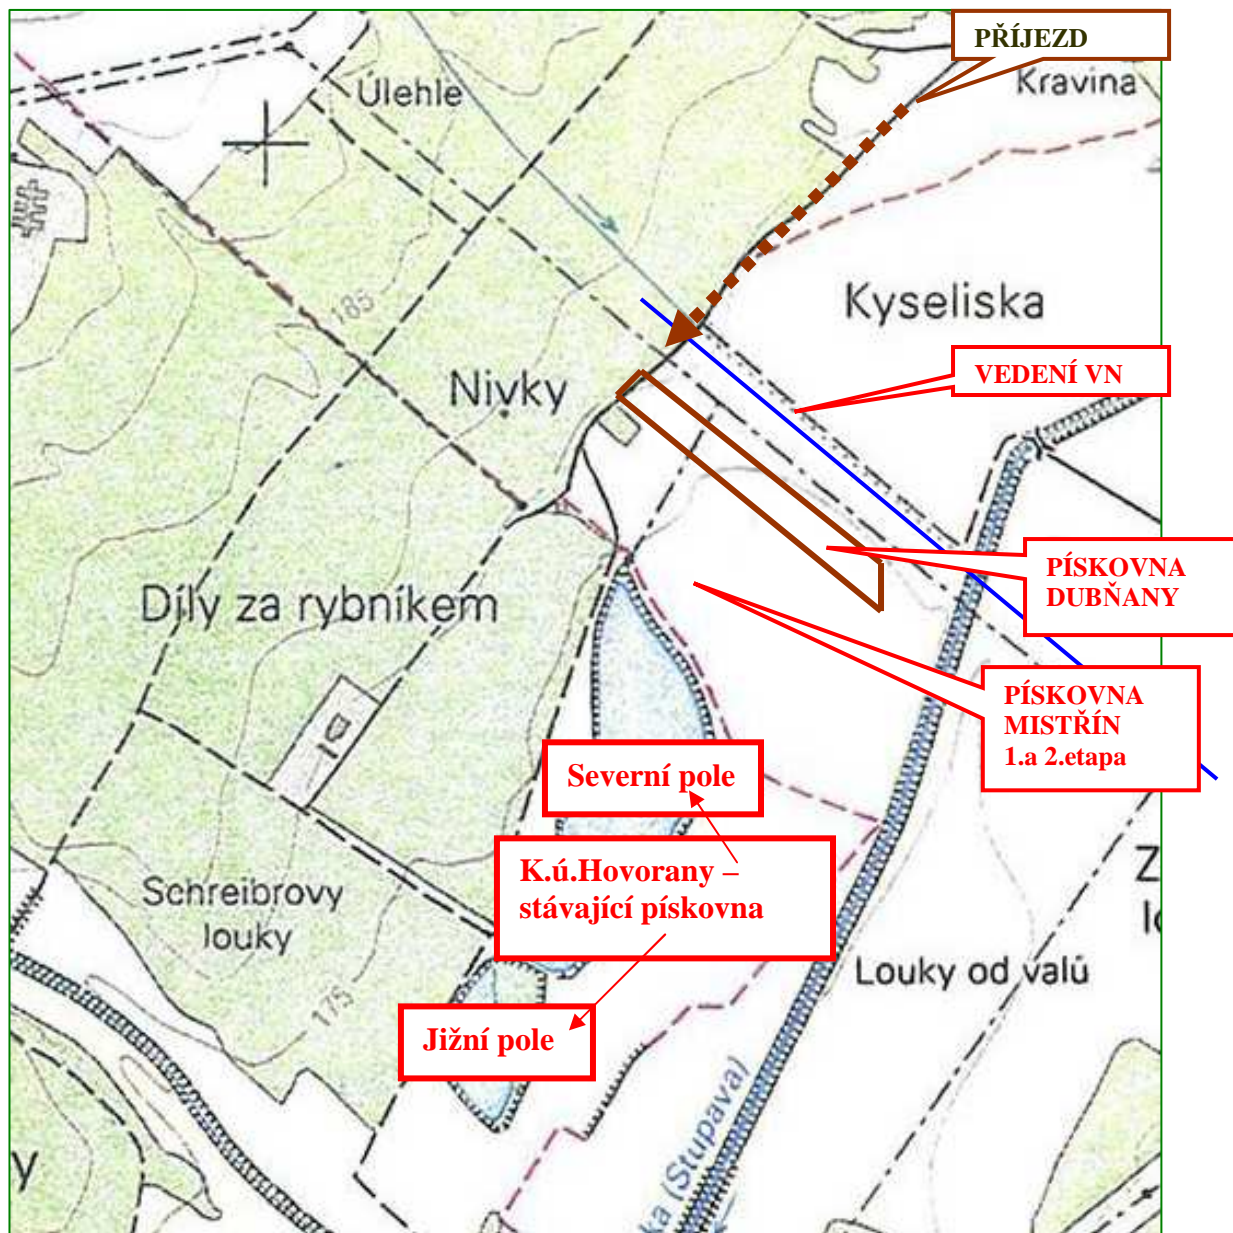 PŘÍJEZD
Kravina
Úlehle
185
Kyseliska
VEDENÍ VN
Nivky
PÍSKOVNA
DUBŇANY
Díly za rybníkem
PÍSKOVNA
MISTŘÍN
1.a 2.etapa
Severní pole
K.ú.Hovorany –
stávající pískovna
Schreibrovy
louky
Louky od valů
175
Jižní pole
ka (Stupava)
Z
y